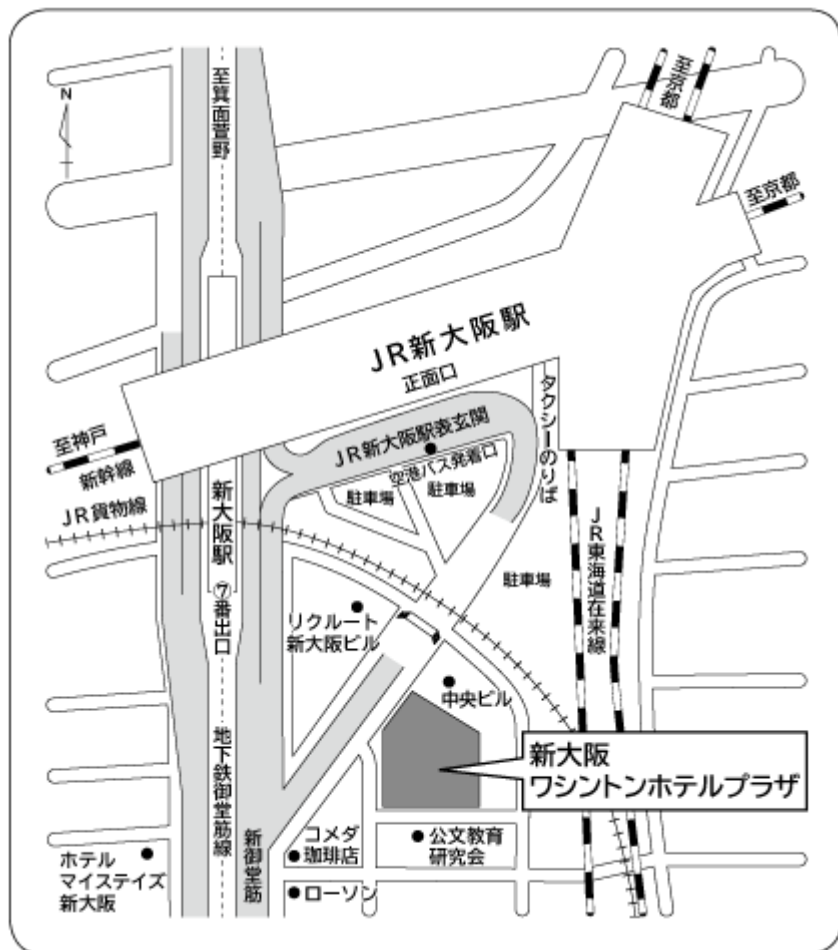 N
至箕面萱野
至京都
至京都
JR新大阪駅
正面口
タクシーのりば
JR新大阪駅表玄関
空港バス発着口
駐車場
駐車場
至神戸
新幹線
JR貨物線
新大阪駅
⑦番出口
JR東海道在来線
駐車場
リクルート
新大阪ビル
中央ビル
新大阪
ワシントンホテルプラザ
地下鉄御堂筋線
新御堂筋
コメダ
珈琲店
公文教育
研究会
ホテル
マイステイズ
新大阪
ローソン